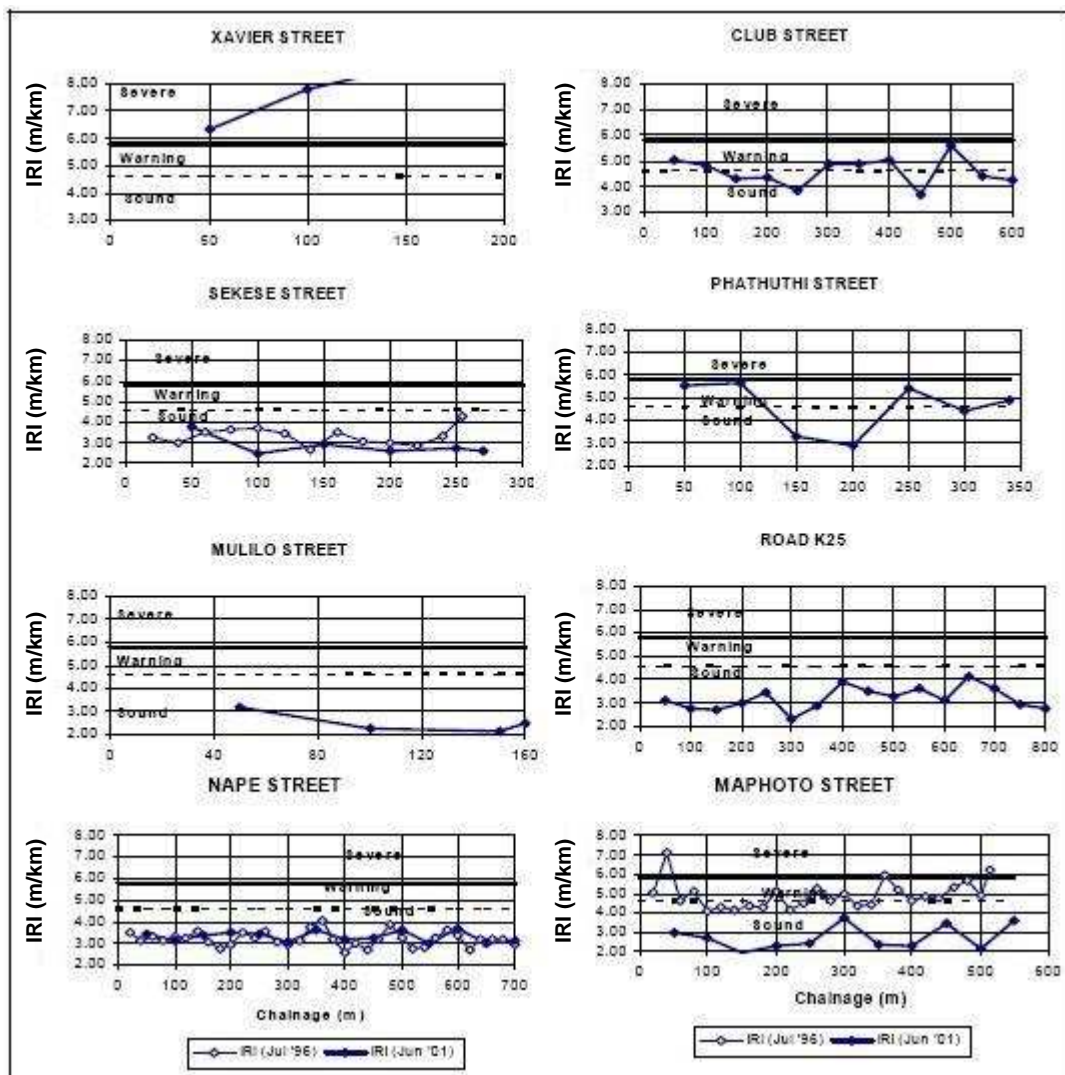 XAVIER STREET
IRI (m/km)
8.00
7.00
6.00
5.00
4.00
3.00
Severe
Warning
Sound
0 50 100 150 200
CLUB STREET
IRI (m/km)
8.00
7.00
6.00
5.00
4.00
3.00
Severe
Warning
Sound
0 100 200 300 400 500 600
SEKESE STREET
IRI (m/km)
8.00
7.00
6.00
5.00
4.00
3.00
2.00
Severe
Warning
Sound
0 50 100 150 200 250 300
PHATHUTHI STREET
IRI (m/km)
8.00
7.00
6.00
5.00
4.00
3.00
2.00
Severe
Warning
Sound
0 50 100 150 200 250 300 350
MULILO STREET
IRI (m/km)
8.00
7.00
6.00
5.00
4.00
3.00
2.00
Severe
Warning
Sound
0 40 80 120 160
ROAD K25
IRI (m/km)
8.00
7.00
6.00
5.00
4.00
3.00
2.00
Severe
Warning
Sound
0 100 200 300 400 500 600 700 800
NAPE STREET
IRI (m/km)
8.00
7.00
6.00
5.00
4.00
3.00
2.00
Severe
Warning
Sound
0 100 200 300 400 500 600 700
Chainage (m)
IRI (Jul '96) IRI (Jun '01)
MAPHOTO STREET
IRI (m/km)
8.00
7.00
6.00
5.00
4.00
3.00
2.00
Severe
Warning
Sound
0 100 200 300 400 500 600
Chainage (m)
IRI (Jul '96) IRI (Jun '01)